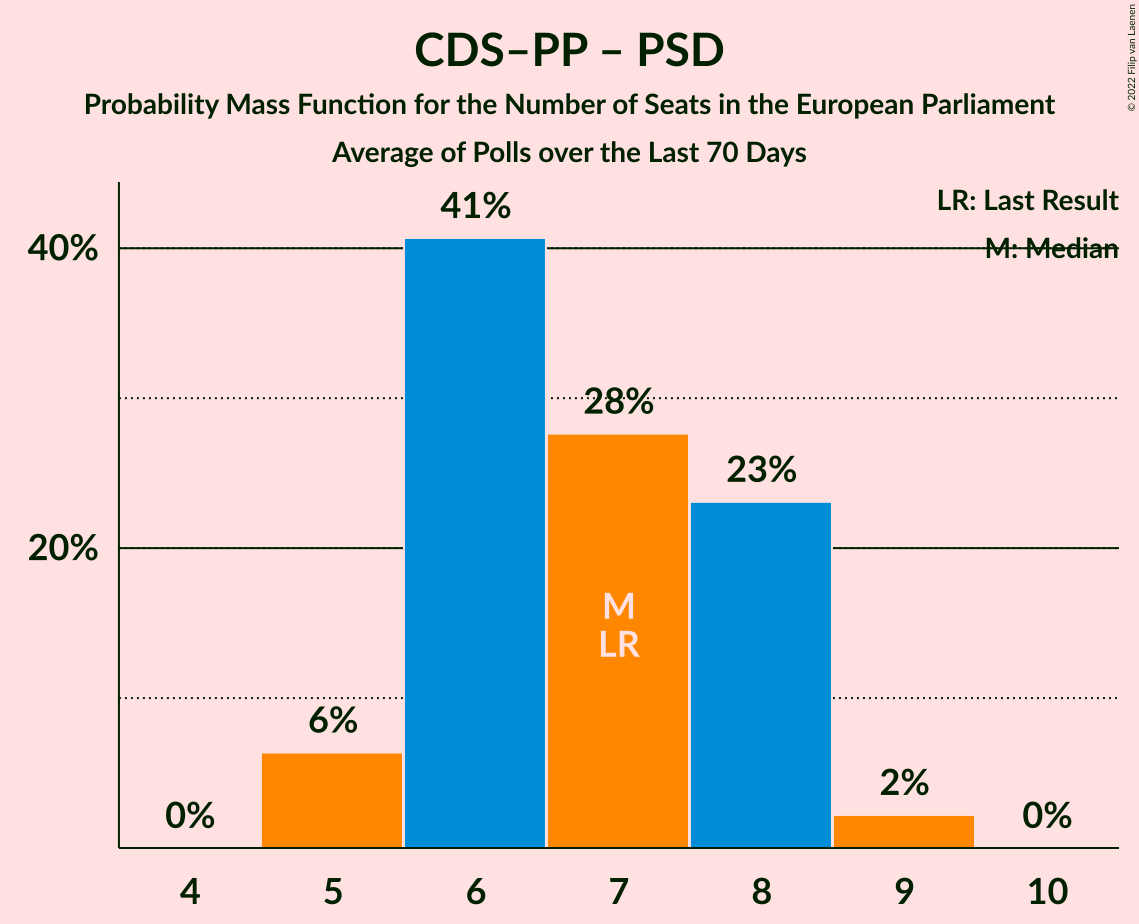 CDS–PP – PSD
Probability Mass Function for the Number of Seats in the European Parliament
Average of Polls over the Last 70 Days
© 2022 Filip van Laenen
LR: Last Result
M: Median
41%
40%
28%
23%
20%
M
LR
6%
2%
0%
0%
4 5 6 7 8 9 10